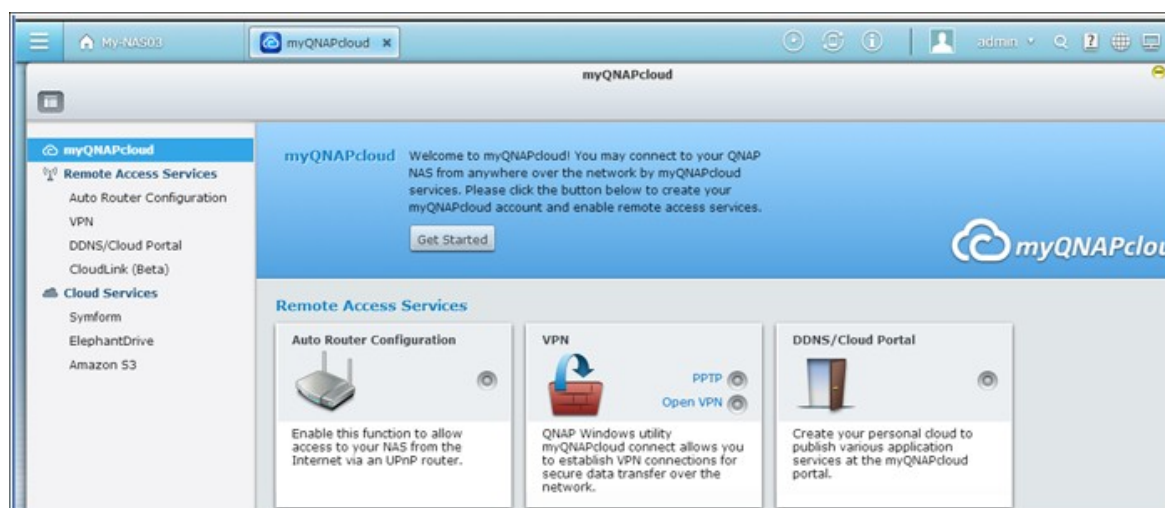 My-NAS03
myQNAPcloud
admin
myQNAPcloud
myQNAPcloud
Remote Access Services
Auto Router Configuration
VPN
DDNS/Cloud Portal
CloudLink (Beta)
Cloud Services
Symform
ElephantDrive
Amazon S3
myQNAPcloud
Welcome to myQNAPcloud! You may connect to your QNAP
NAS from anywhere over the network by myQNAPcloud
services. Please click the button below to create your
myQNAPcloud account and enable remote access services.
Get Started
myQNAPclou
Remote Access Services
Auto Router Configuration
Enable this function to allow
access to your NAS from the
Internet via an UPnP router.
VPN
PPTP
Open VPN
QNAP Windows utility
myQNAPcloud connect allows you
to establish VPN connections for
secure data transfer over the
network.
DDNS/Cloud Portal
Create your personal cloud to
publish various application
services at the myQNAPcloud
portal.